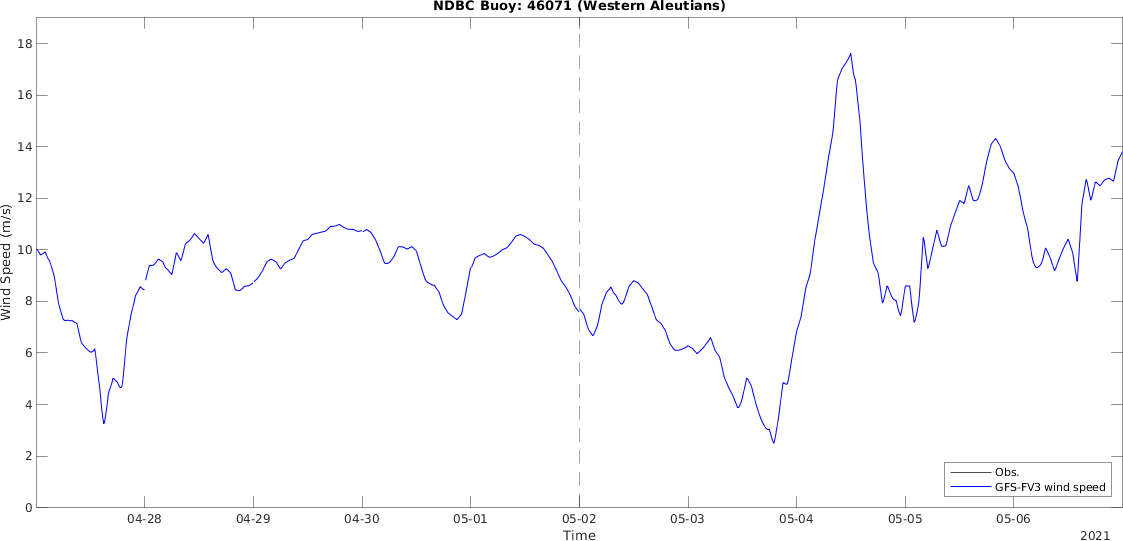 NDBC Buoy: 46071 (Western Aleutians)
18
16
14
12
10
8
6
4
2
0
Wind Speed (m/s)
04-28 04-29 04-30 05-01 05-02 05-03 05-04 05-05 05-06
Time
2021
Obs.
GFS-FV3 wind speed